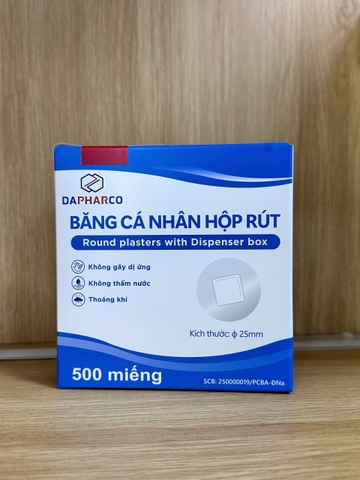 DAPHARCO
BĂNG CÁ NHÂN HỘP RÚT
Round plasters with Dispenser box
Không gây dị ứng
Không thấm nước
Thoáng khí
Kích thước: ɸ 25mm
500 miếng
SCB: 250000019/PCBA-ĐNa